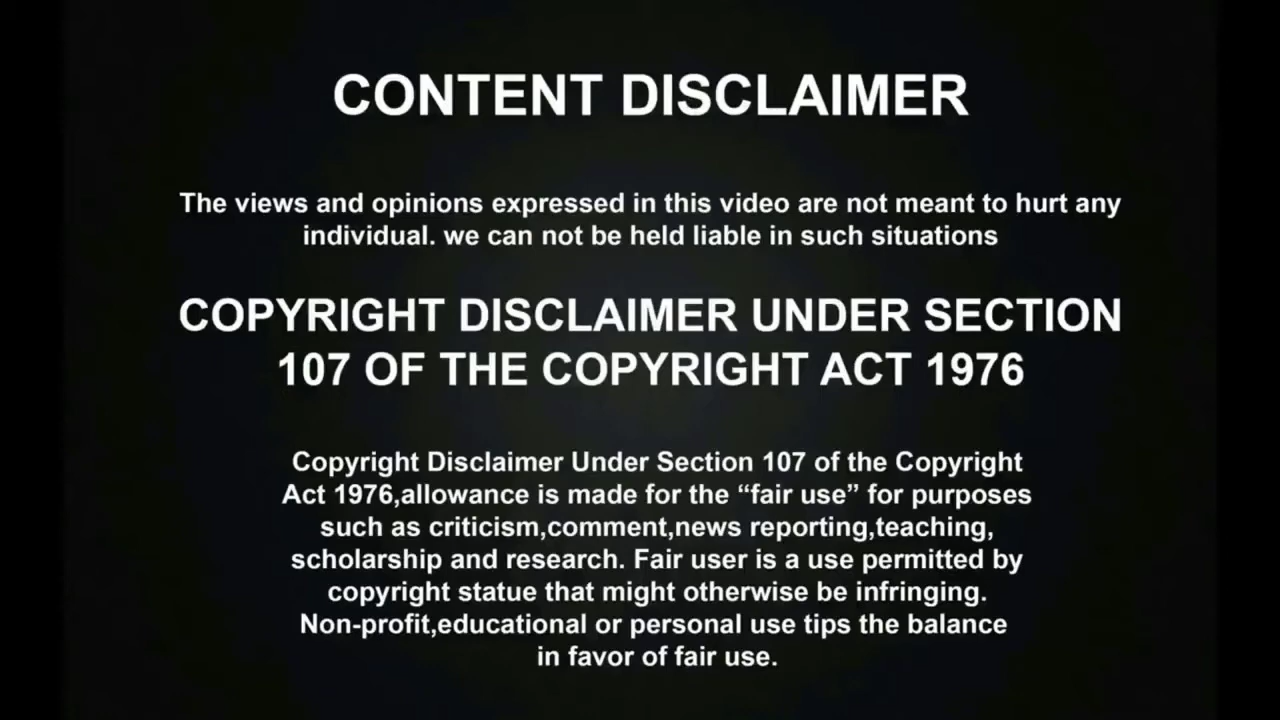 CONTENT DISCLAIMER
The views and opinions expressed in this video are not meant to hurt any
individual. we can not be held liable in such situations
COPYRIGHT DISCLAIMER UNDER SECTION
107 OF THE COPYRIGHT ACT 1976
Copyright Disclaimer Under Section 107 of the Copyright
Act 1976,allowance is made for the “fair use” for purposes
such as criticism,comment,news reporting,teaching,
scholarship and research. Fair user is a use permitted by
copyright statue that might otherwise be infringing.
Non-profit,educational or personal use tips the balance
in favor of fair use.